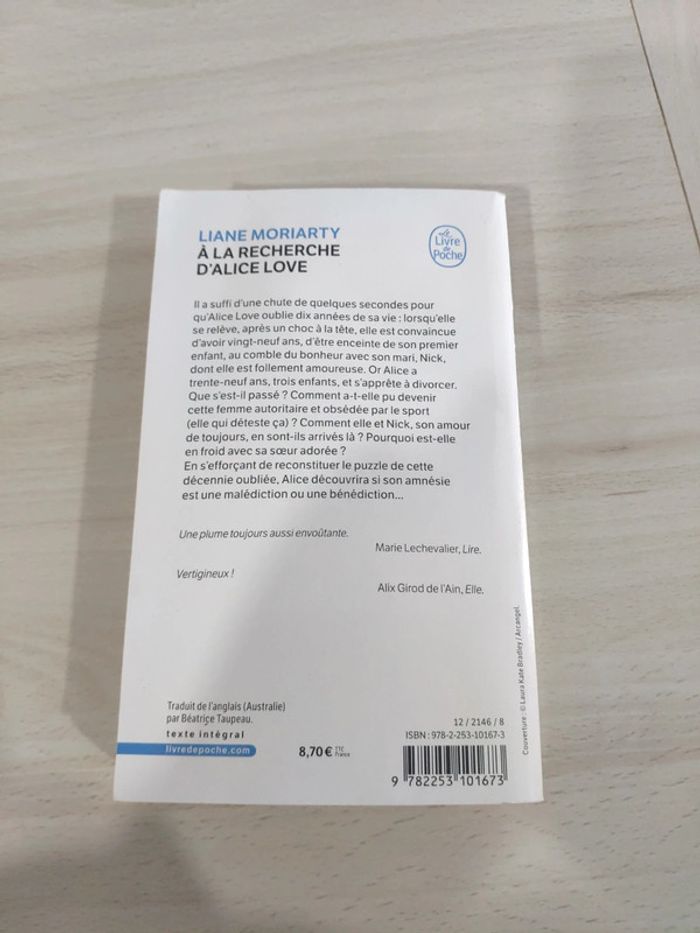 LIANE MORIARTY
À LA RECHERCHE
D'ALICE LOVE
Le
Livre
de
Poche
Il a suffi d'une chute de quelques secondes pour
qu'Alice Love oublie dix années de sa vie : lorsqu'elle
se relève, après un choc à la tête, elle est convaincue
d'avoir vingt-neuf ans, d'être enceinte de son premier
enfant, au comble du bonheur avec son mari, Nick,
dont elle est follement amoureuse. Or Alice a
trente-neuf ans, trois enfants, et s'apprête à divorcer.
Que s'est-il passé ? Comment a-t-elle pu devenir
cette femme autoritaire et obsédée par le sport
(elle qui déteste ça) ? Comment elle et Nick, son amour
de toujours, en sont-ils arrivés là ? Pourquoi est-elle
en froid avec sa sœur adorée ?
En s'efforçant de reconstituer le puzzle de cette
décennie oubliée, Alice découvrira si son amnésie
est une malédiction ou une bénédiction...
Une plume toujours aussi envoûtante.
Marie Lechevalier, Lire.
Vertigineux !
Alix Girod de l'Ain, Elle.
Traduit de l'anglais (Australie)
par Béatrice Taupeau.
texte intégral
livredepoche.com
8,70 € TTC
France
12 / 2146 / 8
ISBN : 978-2-253-10167-3
9 782253 101673
Couverture : © Laura Kate Bradley / Arcangel.